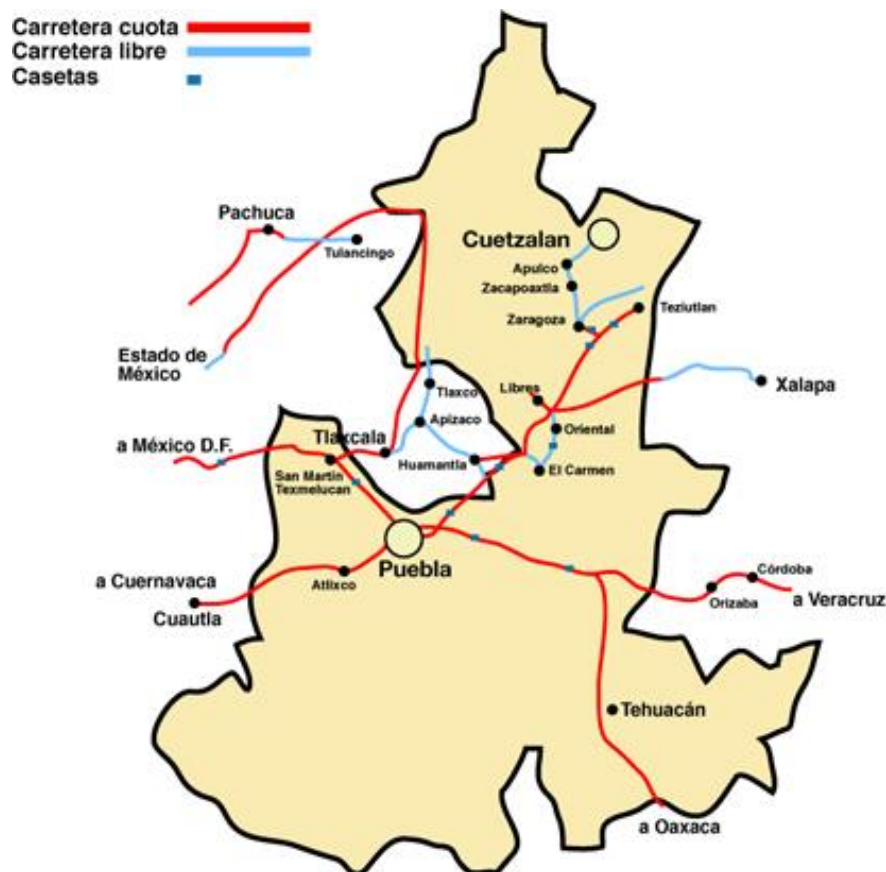 Carretera cuota
Carretera libre
Casetas
Pachuca
Tulancingo
Cuetzalan
Apulco
Zacapoaxtla
Zaragoza
Teziutlan
Estado de
México
Tlaxco
Libres
Xalapa
Apizaco
Oriental
a México D.F.
Tlaxcala
Huamantla
El Carmen
San Martín
Texmelucan
Puebla
a Cuernavaca
Cuautla
Atlixco
Córdoba
Orizaba
a Veracruz
Tehuacán
a Oaxaca